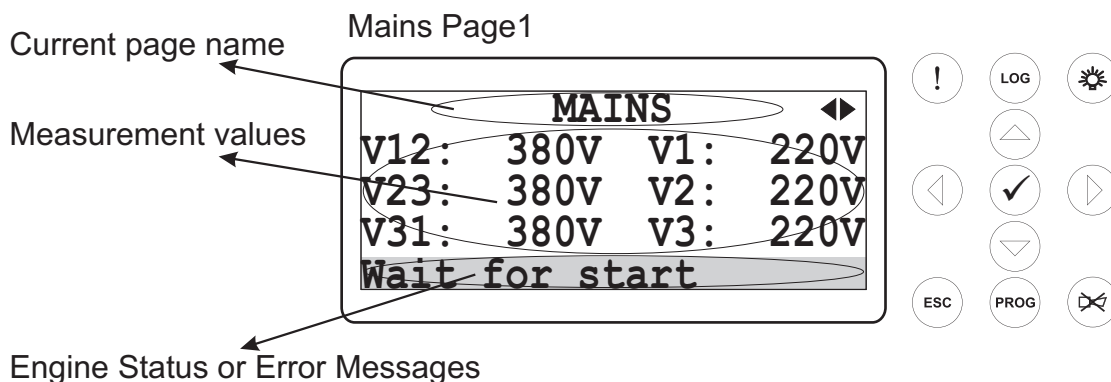 Mains Page1
Current page name
Measurement values
MAINS
V12: 380V V1: 220V
V23: 380V V2: 220V
V31: 380V V3: 220V
Wait for start
Engine Status or Error Messages
!
LOG
ESC
PROG